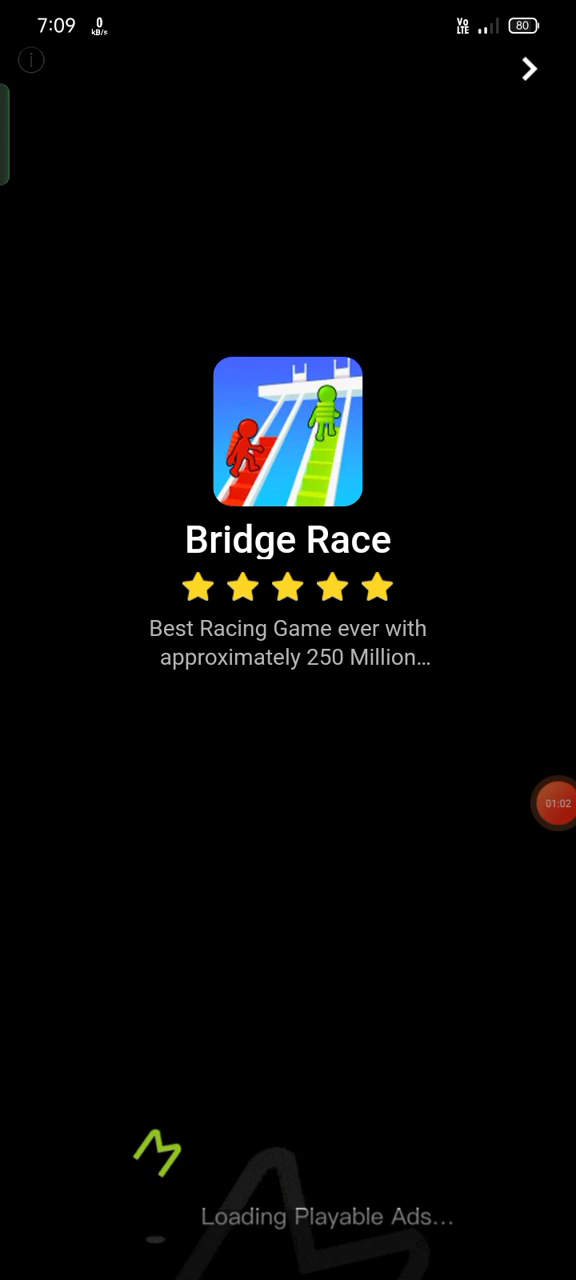 7:09 0 kB/s Vo LTE 80
Bridge Race
Best Racing Game ever with
approximately 250 Million…
01:02
Loading Playable Ads...